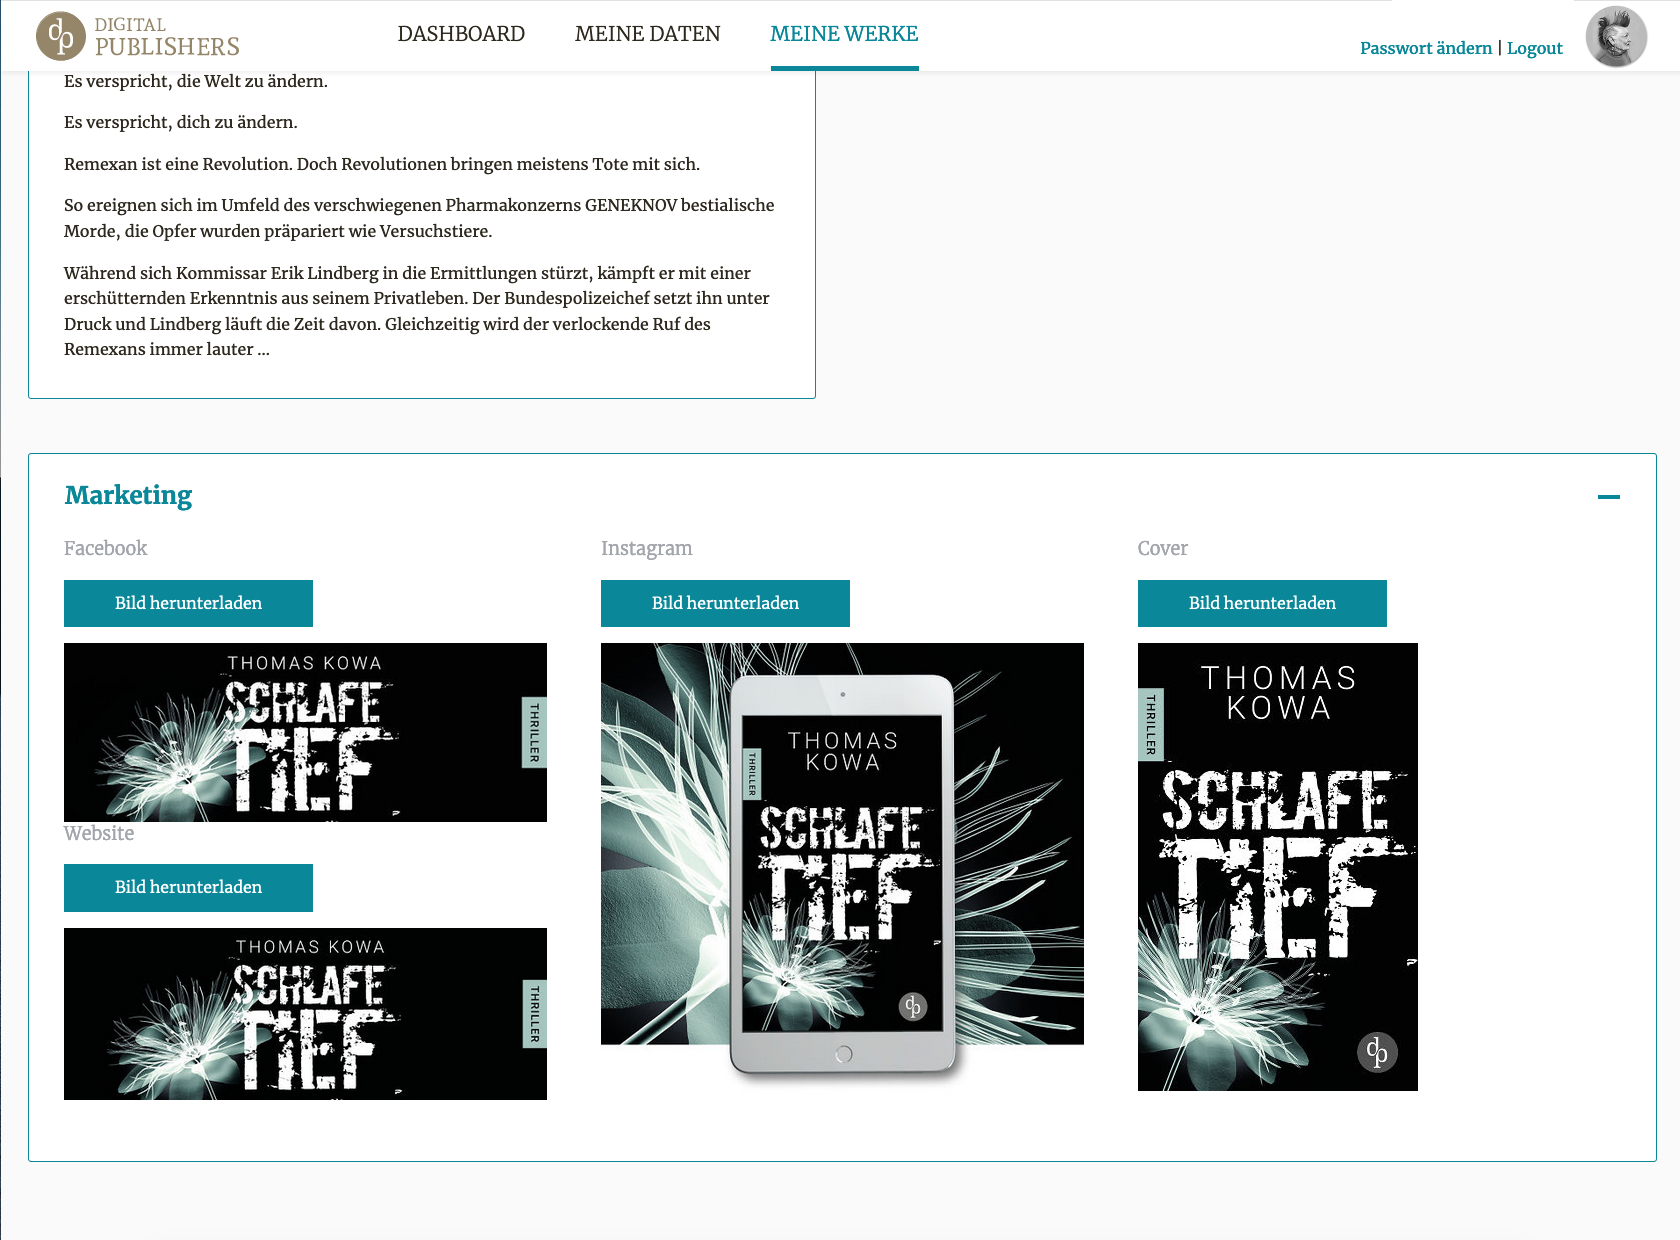 dp DIGITAL
PUBLISHERS
DASHBOARD
MEINE DATEN
MEINE WERKE
Passwort ändern | Logout
Es verspricht, die Welt zu ändern.
Es verspricht, dich zu ändern.
Remexan ist eine Revolution. Doch Revolutionen bringen meistens Tote mit sich.
So ereignen sich im Umfeld des verschwiegenen Pharmakonzerns GENEKNOV bestialische
Morde, die Opfer wurden präpariert wie Versuchstiere.
Während sich Kommissar Erik Lindberg in die Ermittlungen stürzt, kämpft er mit einer
erschütternden Erkenntnis aus seinem Privatleben. Der Bundespolizeichef setzt ihn unter
Druck und Lindberg läuft die Zeit davon. Gleichzeitig wird der verlockende Ruf des
Remexans immer lauter ...
Marketing
Facebook
Bild herunterladen
THOMAS KOWA
SCHLAFE
TIEF
THRILLER
Website
Bild herunterladen
THOMAS KOWA
SCHLAFE
TIEF
THRILLER
Instagram
Bild herunterladen
THOMAS
KOWA
THRILLER
SCHLAFE
TIEF
dp
Cover
Bild herunterladen
THOMAS
KOWA
THRILLER
SCHLAFE
TIEF
dp